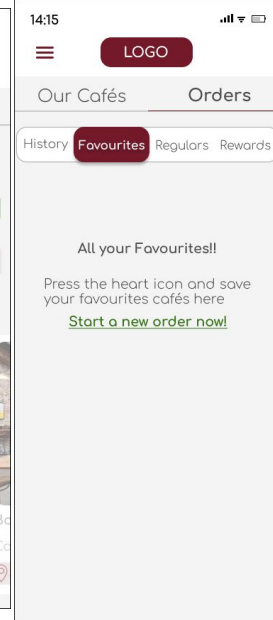 14:15
LOGO
Our Cafés Orders
History Favourites Regulars Rewards
All your Favourites!!
Press the heart icon and save
your favourites cafés here
Start a new order now!